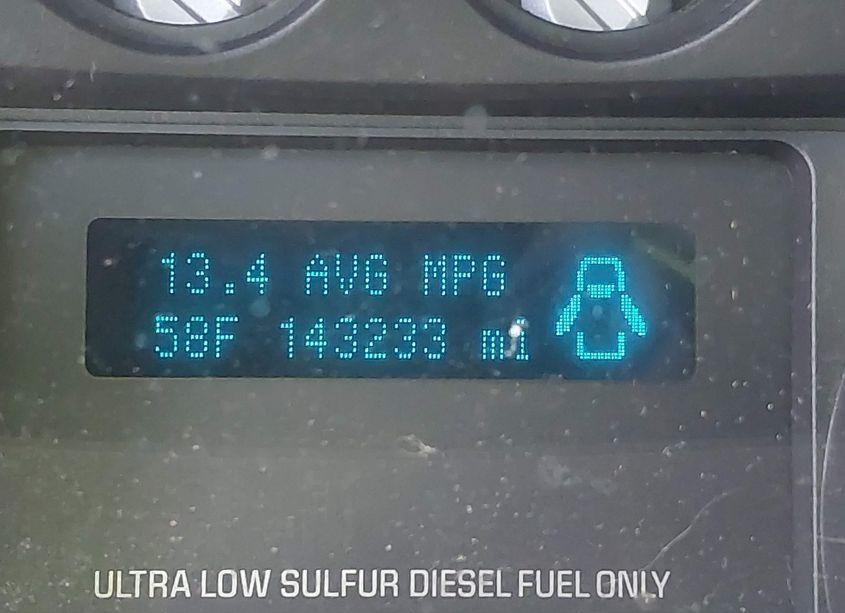 13.4 AVG MPG
58F 143233 mi
ULTRA LOW SULFUR DIESEL FUEL ONLY